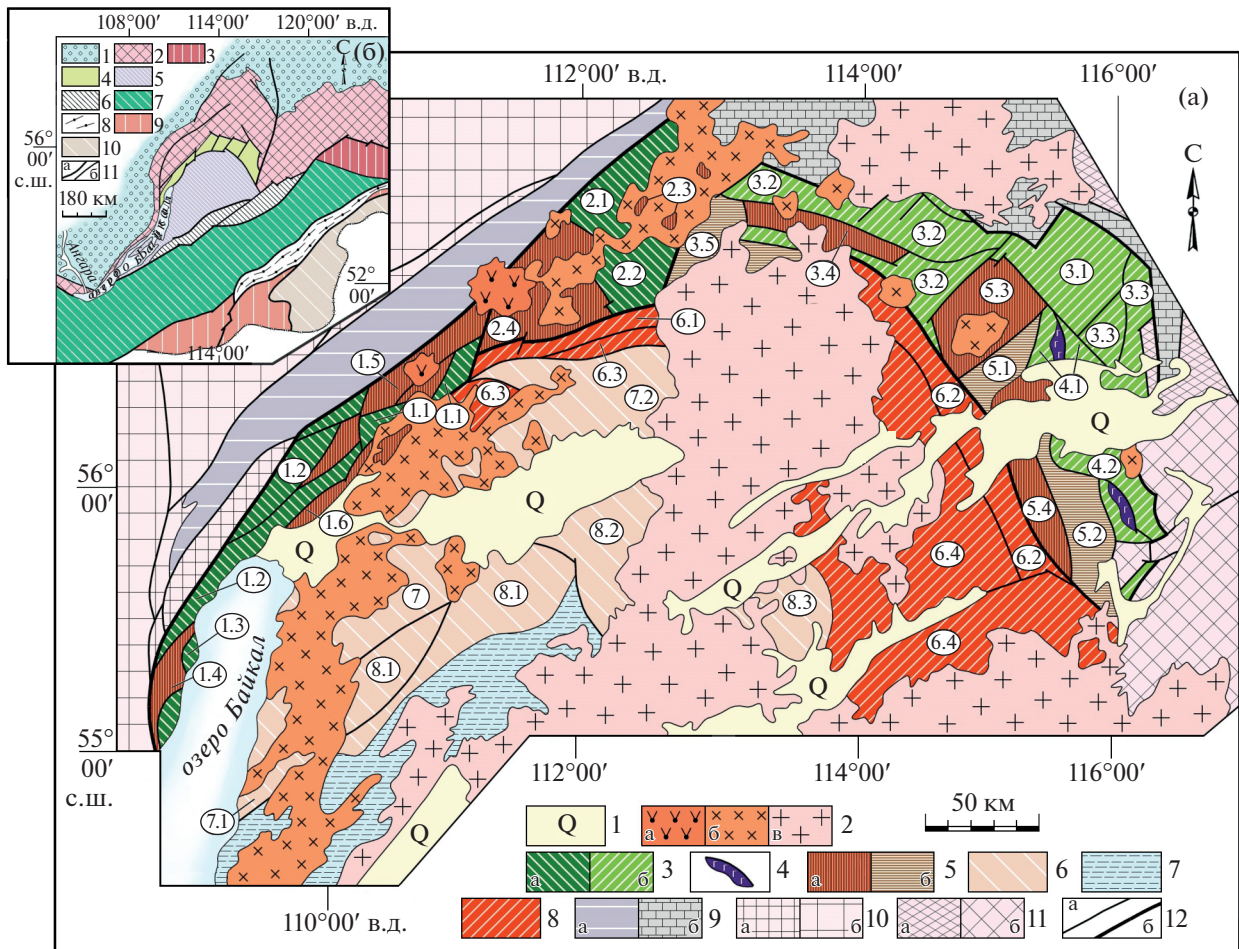 108°00′ 114°00′ 120°00′ в.д.
1 2 3
4 5
6 7
8 9
10
а б 11
180 км
С
(б)
56°
00′
с.ш.
Ангара
озеро Байкал
52°
00′
114°00′
112°00′ в.д. 114°00′ 116°00′
(а)
С
2.1
2.3
3.2
2.2
3.5
3.4
3.2
3.2
3.1
3.3
5.3
3.3
2.4
6.1
1.5
6.3
5.1
4.1
1.1
1.1
6.3
7.2
6.2
1.2
Q
Q
4.2
56°
00′
1.6
Q
8.2
5.4
5.2
6.4
6.2
1.2
7
8.1
Q
8.3
1.3
6.4
1.4
8.1
Q
озеро Байкал
55°
00′
с.ш.
7.1
Q
112°00′ 114°00′ 116°00′
110°00′ в.д.
50 км
Q 1 а б в 2
а б 3 4 а б 5 6 7
8 а б 9 а б 10 а б 11 а б 12